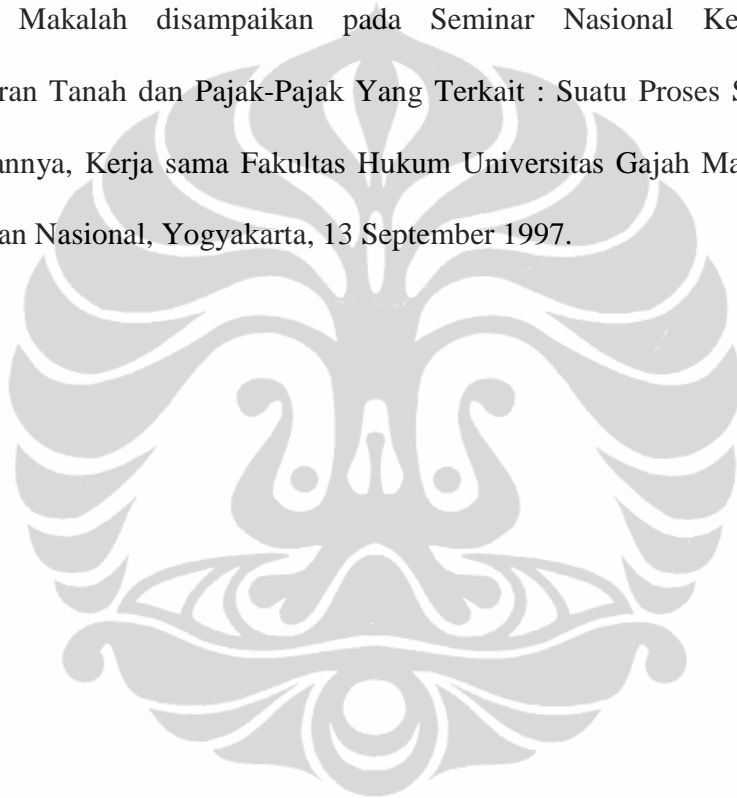 Makalah disampaikan pada Seminar Nasional Ke
ran Tanah dan Pajak-Pajak Yang Terkait : Suatu Proses S
annya, Kerja sama Fakultas Hukum Universitas Gajah Ma
an Nasional, Yogyakarta, 13 September 1997.